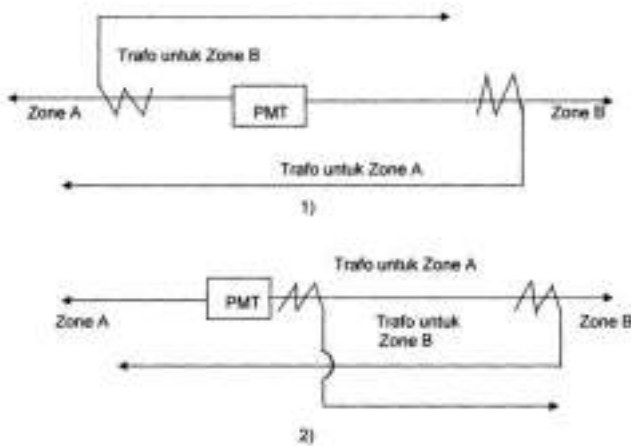 Trafo untuk Zone B
Zone A
PMT
Zone B
Trafo untuk Zone A
1)
Trafo untuk Zone A
PMT
Zone A
Trafo untuk
Zone B
Zone B
2)